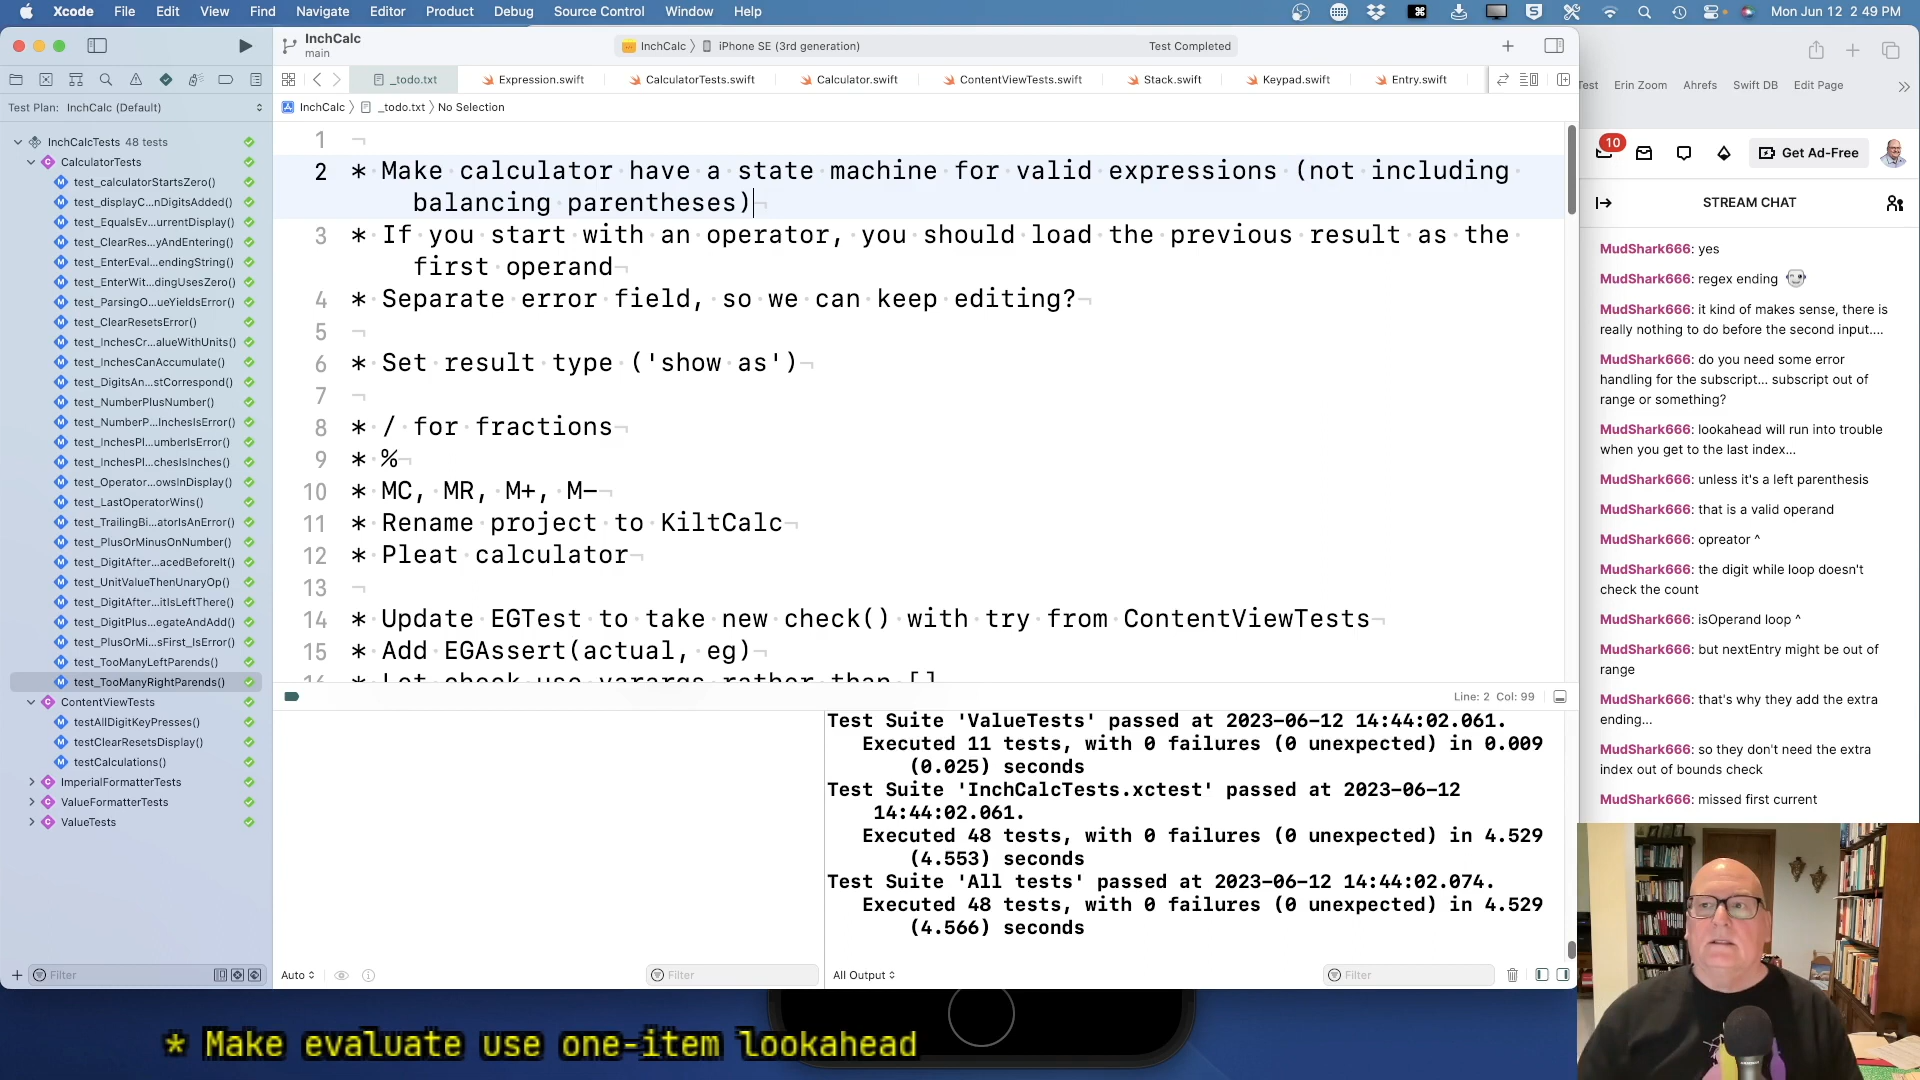 Xcode File Edit View Find Navigate Editor Product Debug Source Control Window Help Mon Jun 12 2:49 PM
InchCalc
main
InchCalc iPhone SE (3rd generation) Test Completed
_todo.txt Expression.swift CalculatorTests.swift Calculator.swift ContentViewTests.swift Stack.swift Keypad.swift Entry.swift
Test Plan: InchCalc (Default)
InchCalc _todo.txt No Selection
InchCalcTests 48 tests
CalculatorTests
test_calculatorStartsZero()
test_displayC...nDigitsAdded()
test_EqualsEv...urrentDisplay()
test_ClearRes...yAndEntering()
test_EnterEval...endingString()
test_EnterWit...dingUsesZero()
test_ParsingO...ueYieldsError()
test_ClearResetsError()
test_InchesCr...alueWithUnits()
test_InchesCanAccumulate()
test_DigitsAn...stCorrespond()
test_NumberPlusNumber()
test_NumberP...InchesIsError()
test_InchesPl...umberIsError()
test_InchesPl...chesIsInches()
test_Operator...owsInDisplay()
test_LastOperatorWins()
test_TrailingBi...atorIsAnError()
test_PlusOrMinusOnNumber()
test_DigitAfter...acedBeforeIt()
test_UnitValueThenUnaryOp()
test_DigitAfter...itIsLeftThere()
test_DigitPlus...egateAndAdd()
test_PlusOrMi...sFirst_IsError()
test_TooManyLeftParends()
test_TooManyRightParends()
ContentViewTests
testAllDigitKeyPresses()
testClearResetsDisplay()
testCalculations()
ImperialFormatterTests
ValueFormatterTests
ValueTests
Filter
1
2 * Make calculator have a state machine for valid expressions (not including
balancing parentheses)
3 * If you start with an operator, you should load the previous result as the
first operand
4 * Separate error field, so we can keep editing?
5
6 * Set result type ('show as')
7
8 * / for fractions
9 * %
10 * MC, MR, M+, M−
11 * Rename project to KiltCalc
12 * Pleat calculator
13
14 * Update EGTest to take new check() with try from ContentViewTests
15 * Add EGAssert(actual, eg)
16 * Let check use varargs rather than []
Line: 2 Col: 99
Test Suite 'ValueTests' passed at 2023-06-12 14:44:02.061.
Executed 11 tests, with 0 failures (0 unexpected) in 0.009
(0.025) seconds
Test Suite 'InchCalcTests.xctest' passed at 2023-06-12
14:44:02.061.
Executed 48 tests, with 0 failures (0 unexpected) in 4.529
(4.553) seconds
Test Suite 'All tests' passed at 2023-06-12 14:44:02.074.
Executed 48 tests, with 0 failures (0 unexpected) in 4.529
(4.566) seconds
Auto Filter All Output Filter
Test Erin Zoom Ahrefs Swift DB Edit Page
10 Get Ad-Free
STREAM CHAT
MudShark666: yes
MudShark666: regex ending
MudShark666: it kind of makes sense, there is
really nothing to do before the second input....
MudShark666: do you need some error
handling for the subscript... subscript out of
range or something?
MudShark666: lookahead will run into trouble
when you get to the last index...
MudShark666: unless it's a left parenthesis
MudShark666: that is a valid operand
MudShark666: opreator ^
MudShark666: the digit while loop doesn't
check the count
MudShark666: isOperand loop ^
MudShark666: but nextEntry might be out of
range
MudShark666: that's why they add the extra
ending...
MudShark666: so they don't need the extra
index out of bounds check
MudShark666: missed first current
* Make evaluate use one-item lookahead